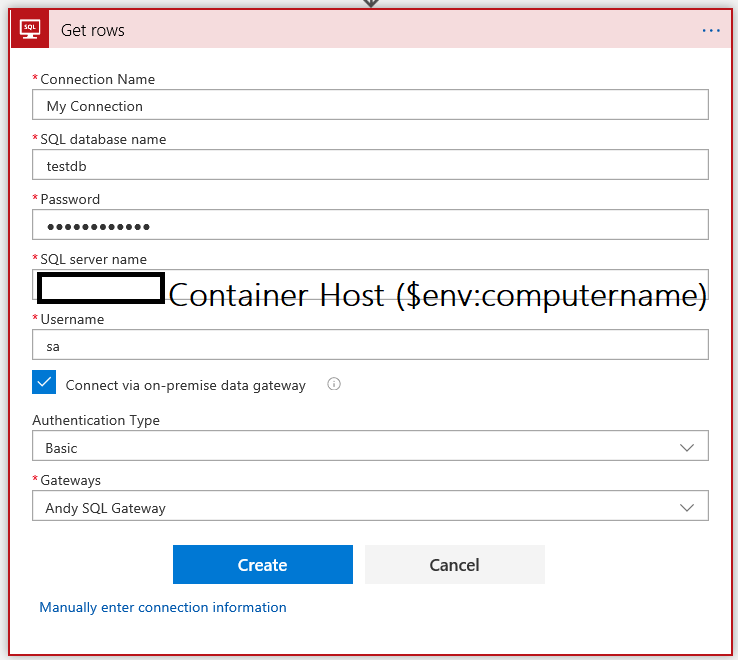 SQL
Get rows
...
*Connection Name
My Connection
*SQL database name
testdb
*Password
••••••••••••
*SQL server name
Container Host ($env:computername)
*Username
sa
Connect via on-premise data gateway
Authentication Type
Basic
*Gateways
Andy SQL Gateway
Create Cancel
Manually enter connection information